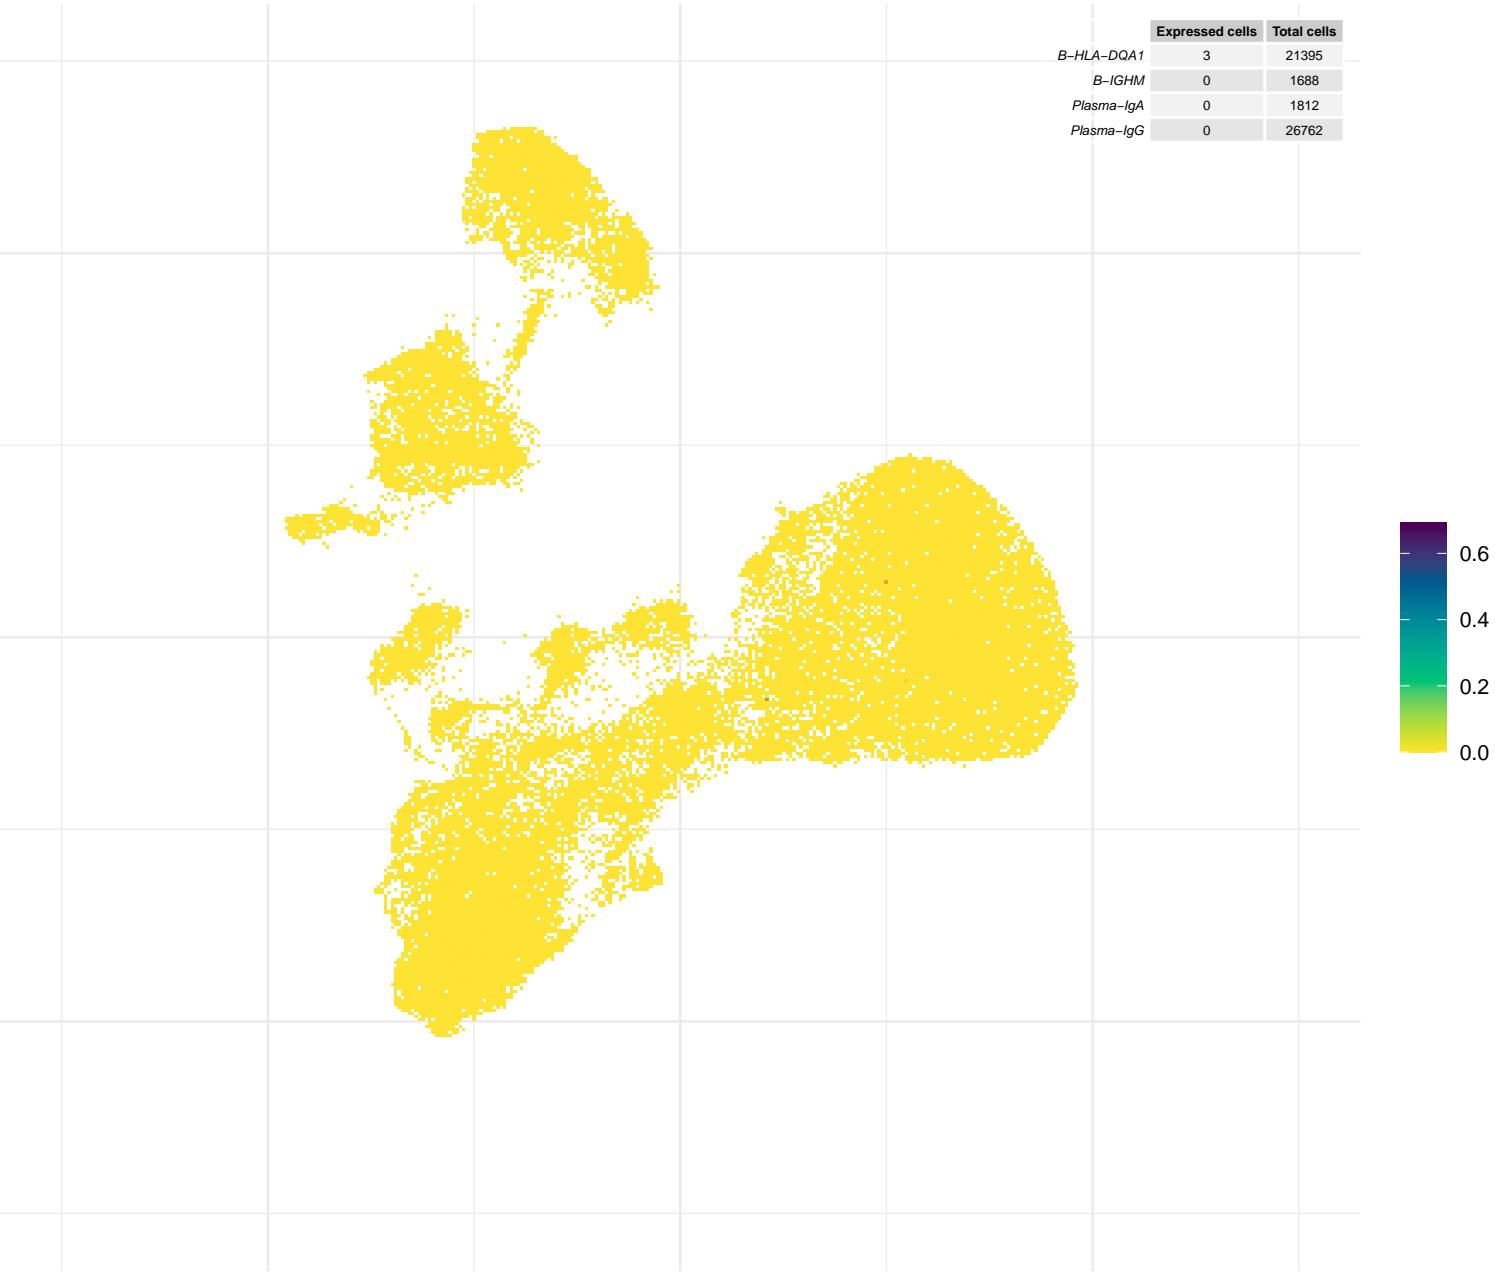 Expressed cells Total cells
B−HLA−DQA1 3 21395
B−IGHM 0 1688
Plasma−IgA 0 1812
Plasma−IgG 0 26762
0.6
0.4
0.2
0.0